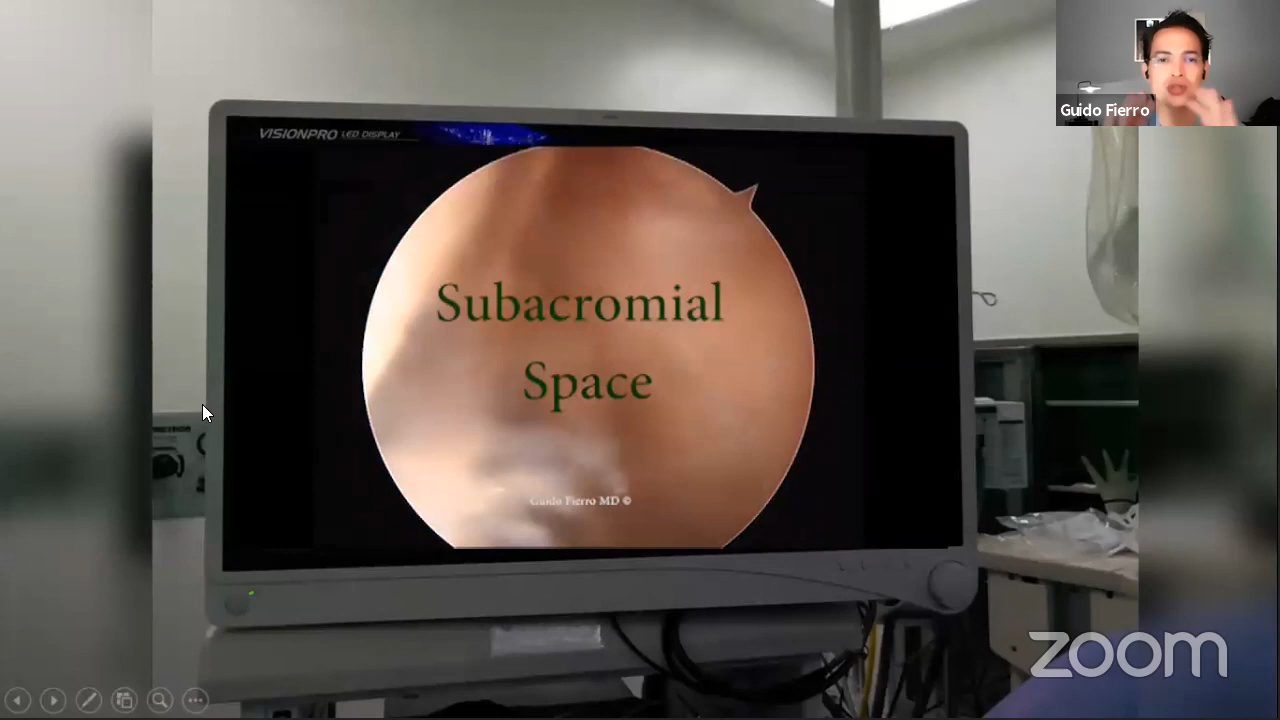 Guido Fierro
VISIONPRO LED DISPLAY
Subacromial
Space
Guido Fierro MD ©
zoom